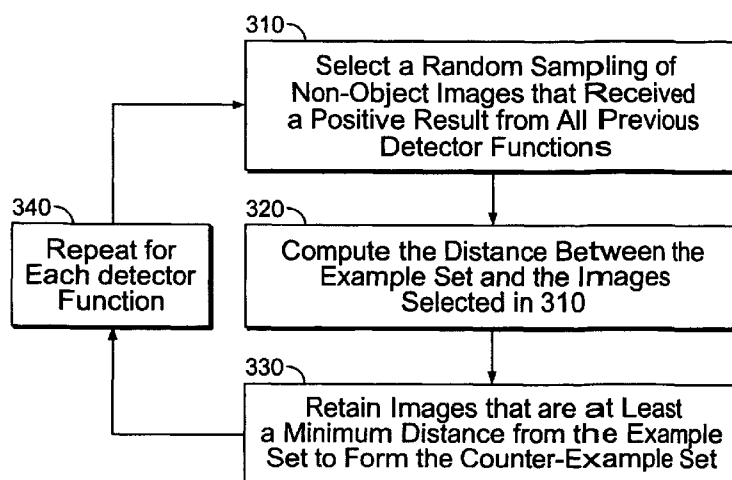 310
Select a Random Sampling of
Non-Object Images that Received
a Positive Result from All Previous
Detector Functions
340
Repeat for
Each detector
Function
320
Compute the Distance Between the
Example Set and the Images
Selected in 310
330
Retain Images that are at Least
a Minimum Distance from the Example
Set to Form the Counter-Example Set